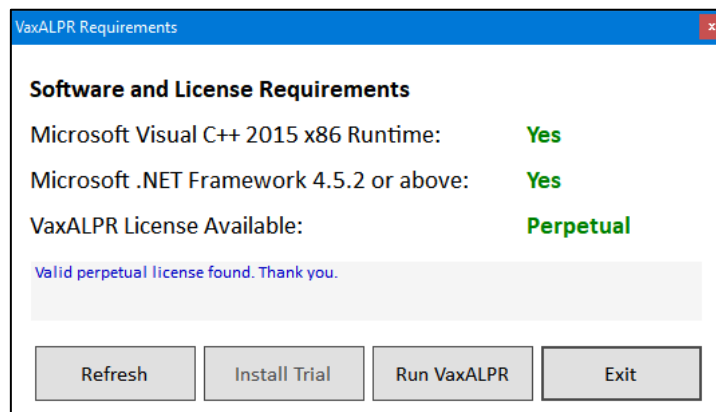 VaxALPR Requirements x
Software and License Requirements
Microsoft Visual C++ 2015 x86 Runtime: Yes
Microsoft .NET Framework 4.5.2 or above: Yes
VaxALPR License Available: Perpetual
Valid perpetual license found. Thank you.
Refresh Install Trial Run VaxALPR Exit